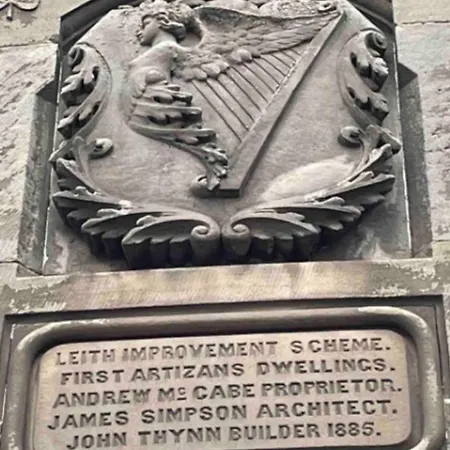 LEITH IMPROVEMENT SCHEME.
FIRST ARTIZANS DWELLINGS.
ANDREW Mc CABE PROPRIETOR.
JAMES SIMPSON ARCHITECT.
JOHN THYNN BUILDER 1885.